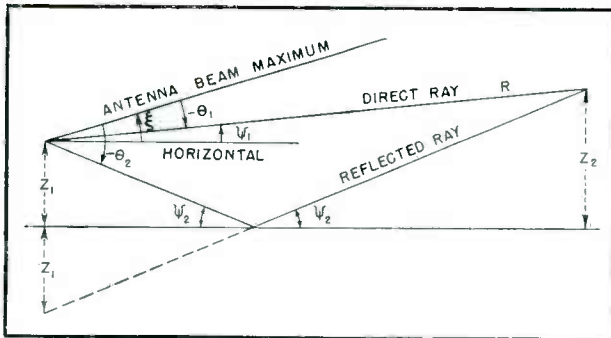 ANTENNA BEAM MAXIMUM
-θ₁
DIRECT RAY R
ξ
ψ₁
-θ₂
HORIZONTAL
REFLECTED RAY
Z₁
Z₂
ψ₂
ψ₂
Z₁